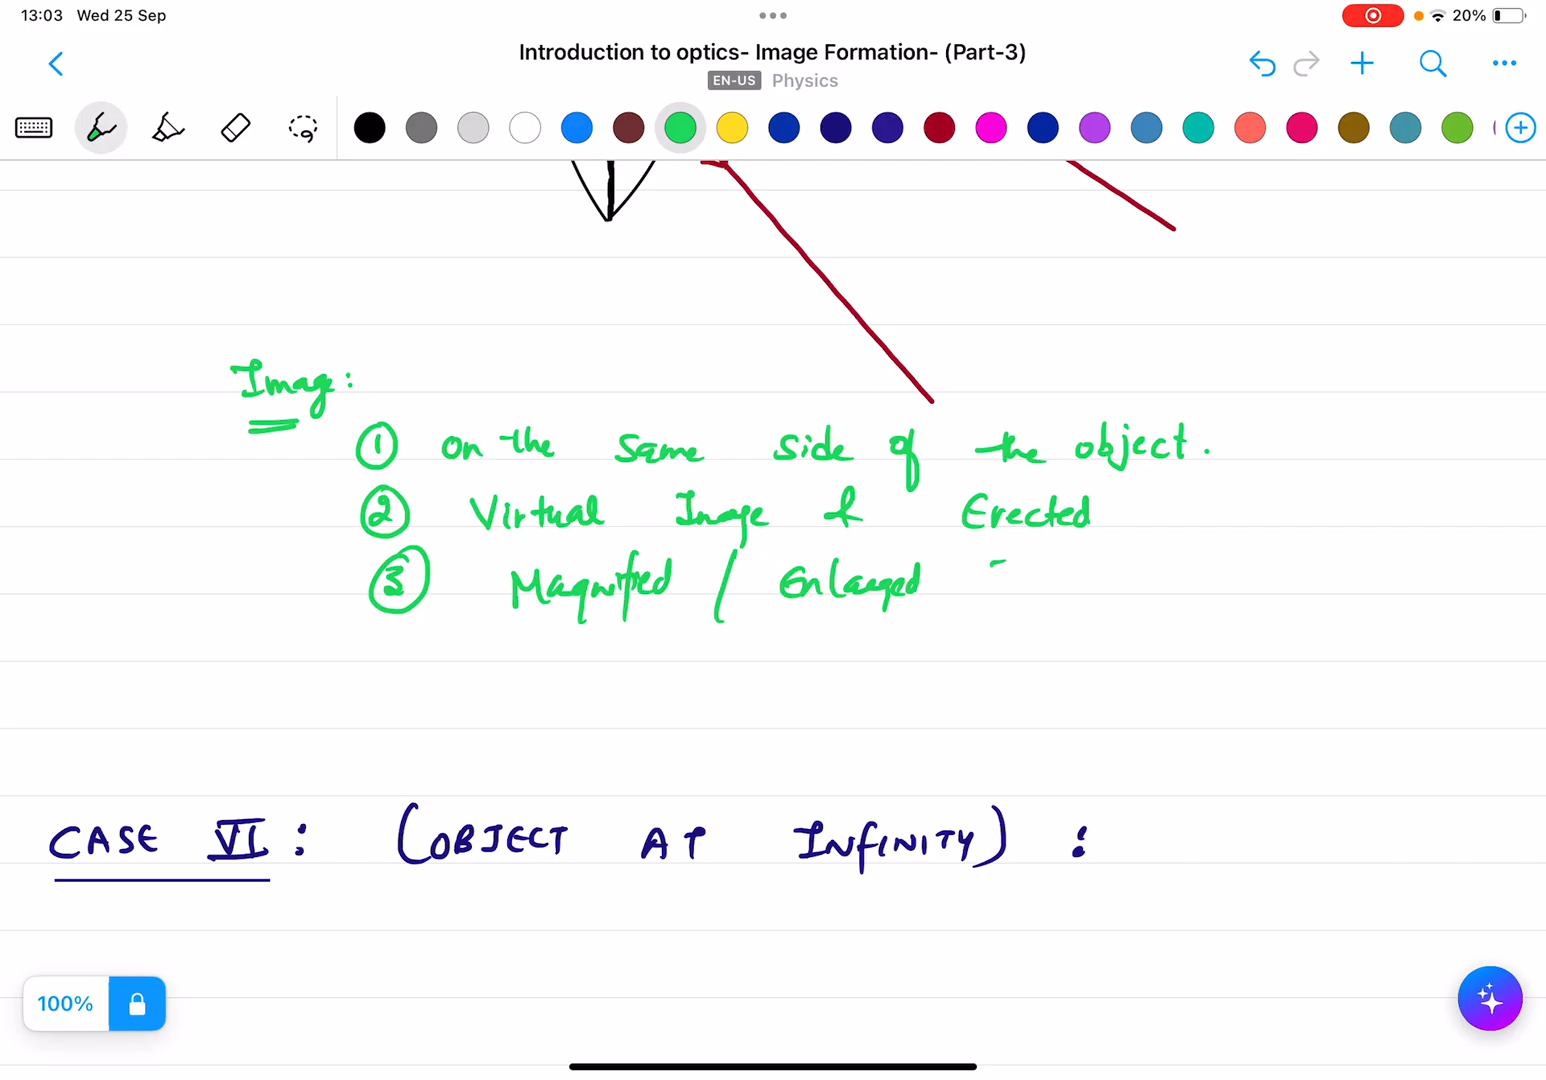 13:03 Wed 25 Sep
20%
Introduction to optics- Image Formation- (Part-3)
EN-US Physics
Image:
① on the same side of the object.
② Virtual Image & Erected
③ Magnified / Enlarged
CASE VI: (OBJECT AT INFINITY) :
100%